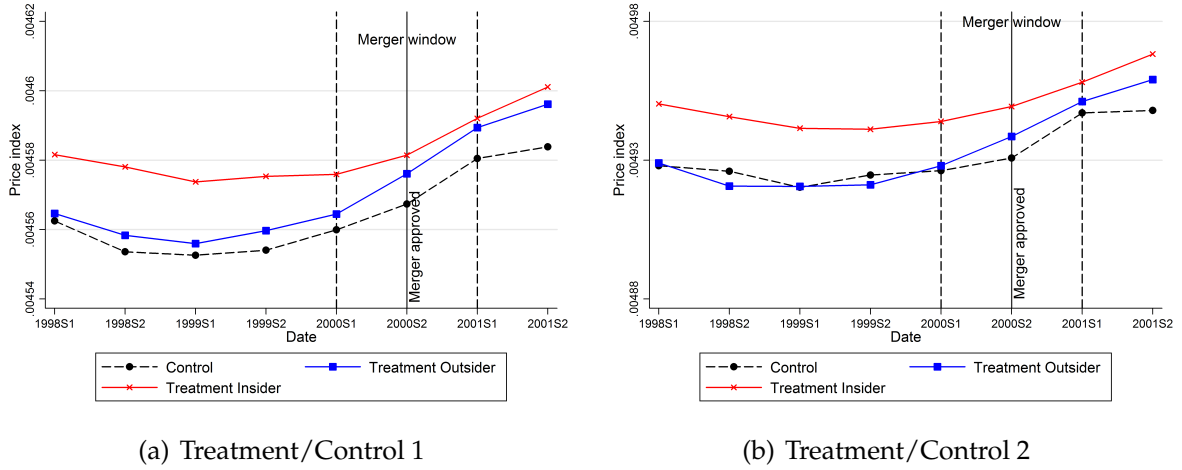 .00462
.0046
.00458
.00456
.00454
Price index
Merger window
Merger approved
1998S1 1998S2 1999S1 1999S2 2000S1 2000S2 2001S1 2001S2
Date
Control Treatment Outsider
Treatment Insider
(a) Treatment/Control 1
.00498
.00493
.00488
Price index
Merger window
Merger approved
1998S1 1998S2 1999S1 1999S2 2000S1 2000S2 2001S1 2001S2
Date
Control Treatment Outsider
Treatment Insider
(b) Treatment/Control 2